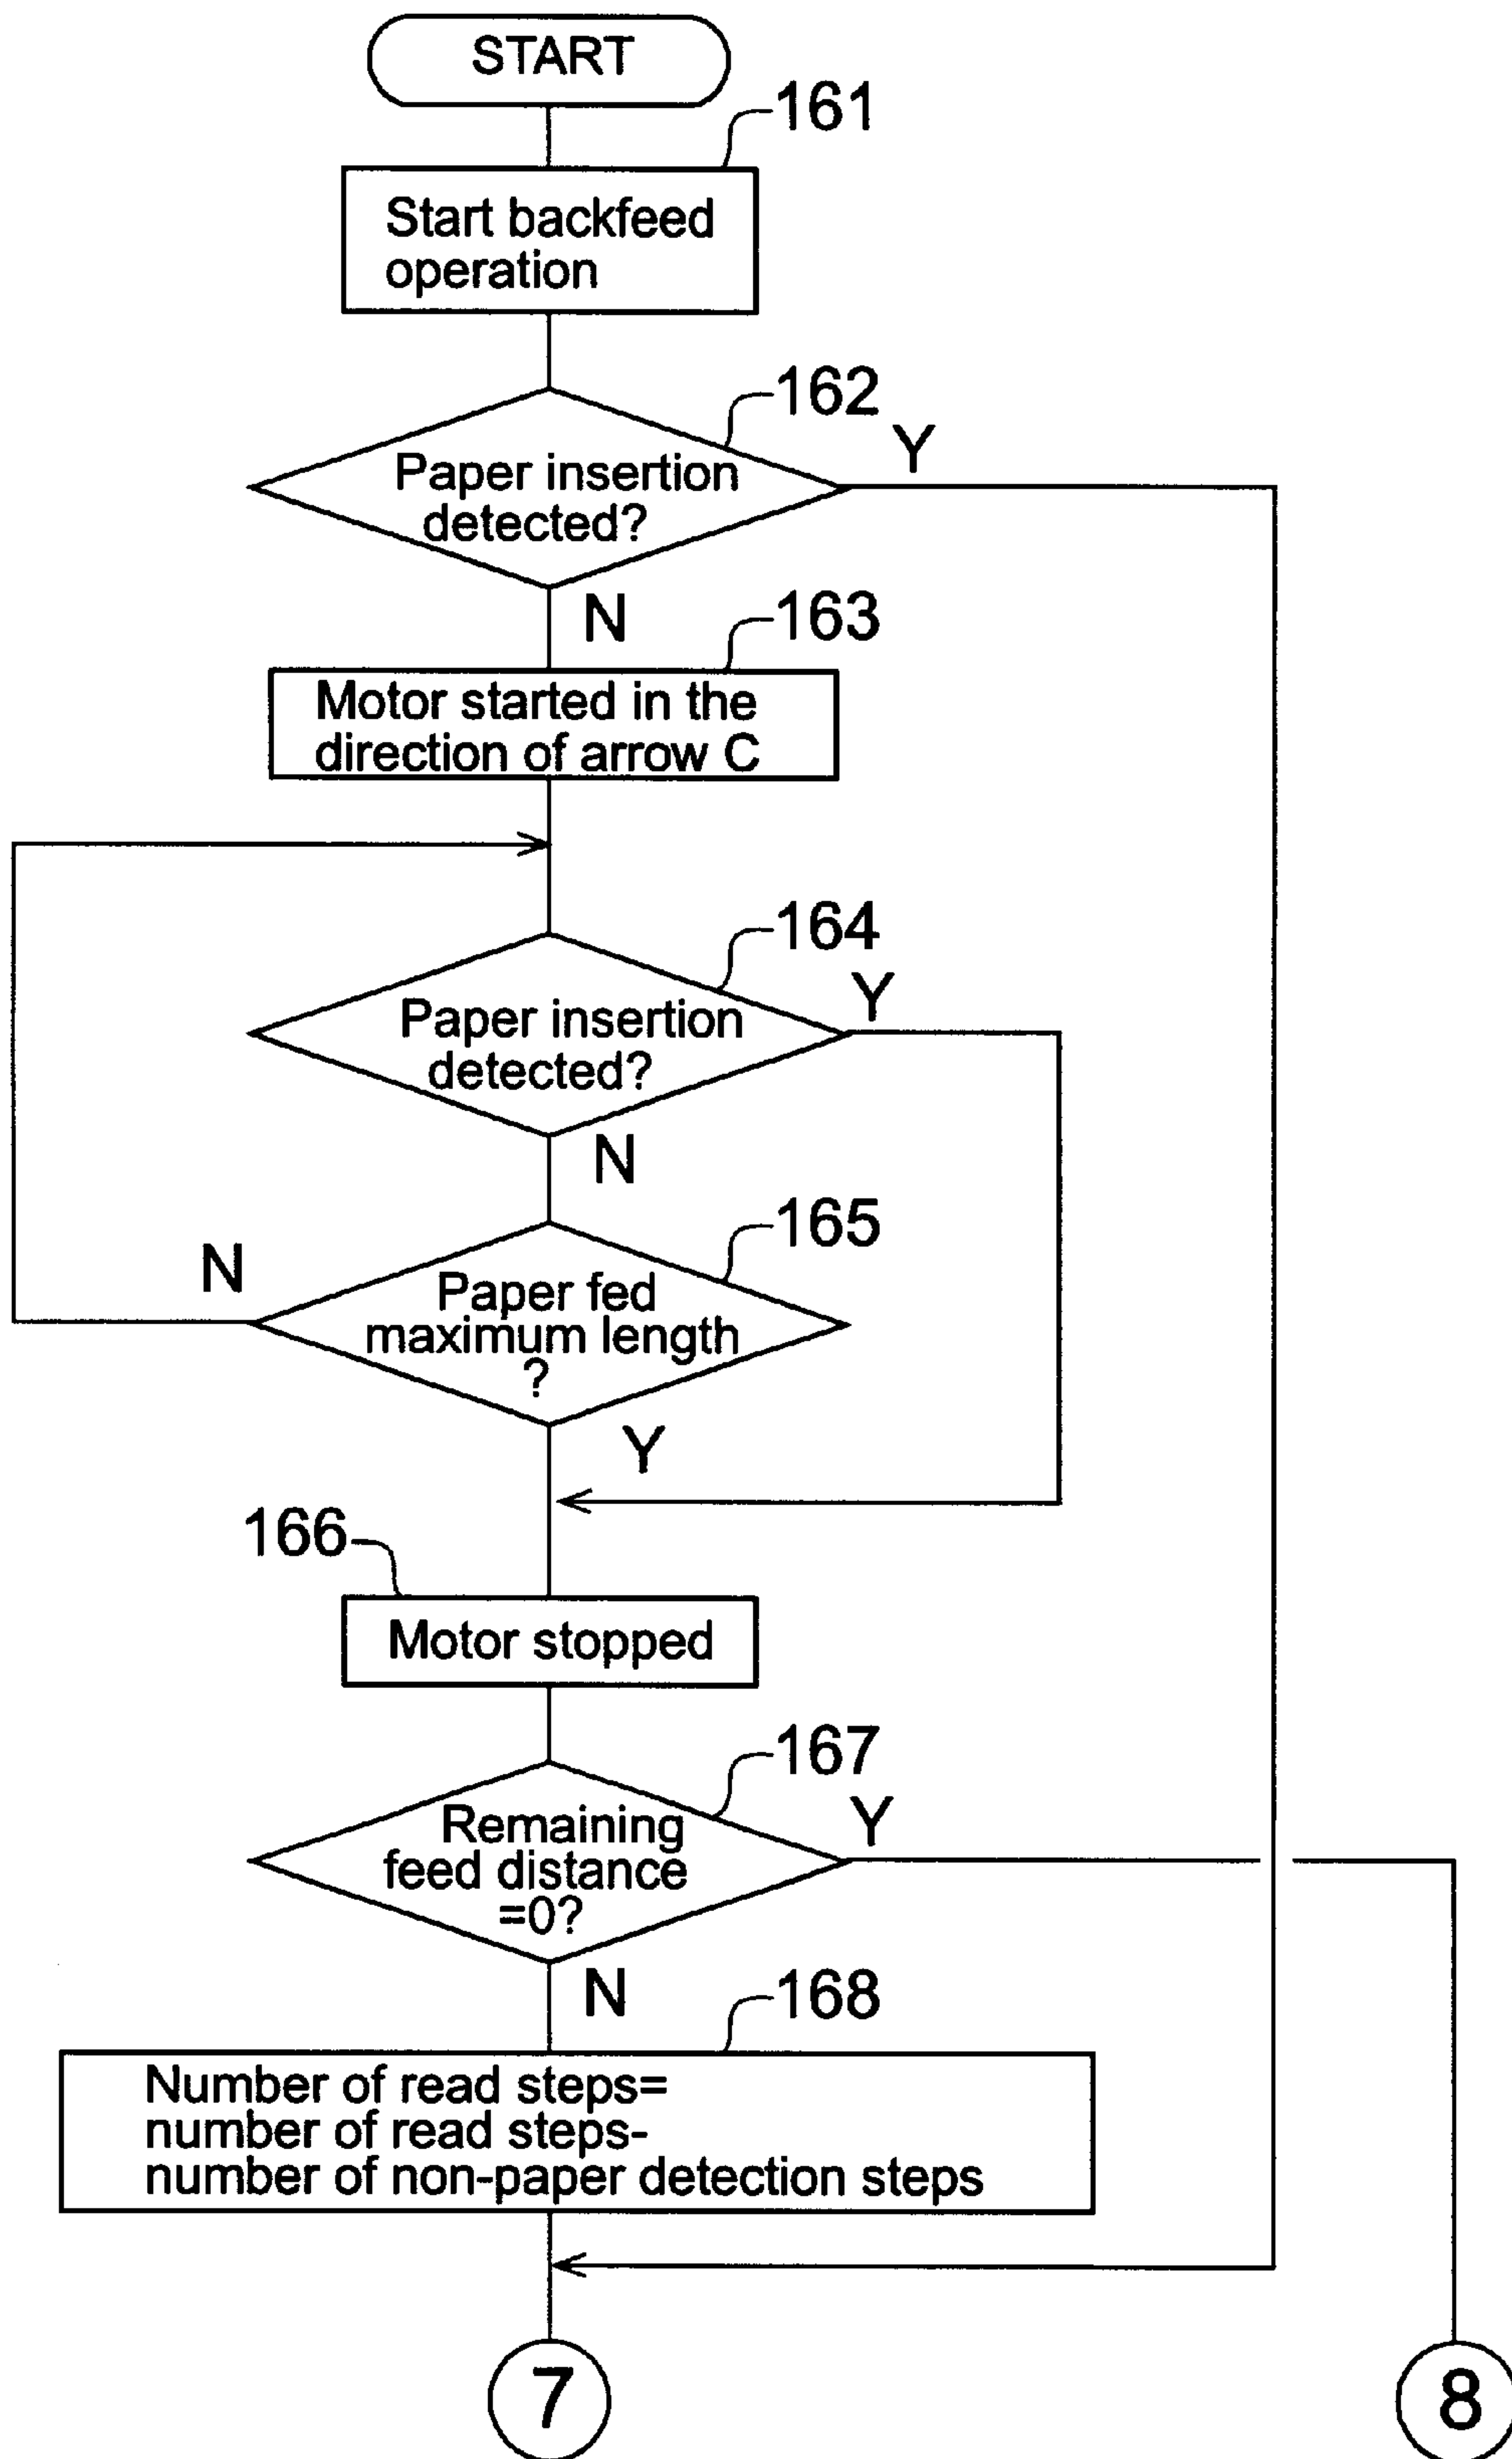 START
161
Start backfeed
operation
162
Y
Paper insertion
detected?
N
163
Motor started in the
direction of arrow C
164
Y
Paper insertion
detected?
N
165
N
Paper fed
maximum length
?
Y
166
Motor stopped
167
Y
Remaining
feed distance
=0?
N
168
Number of read steps=
number of read steps-
number of non-paper detection steps
7
8